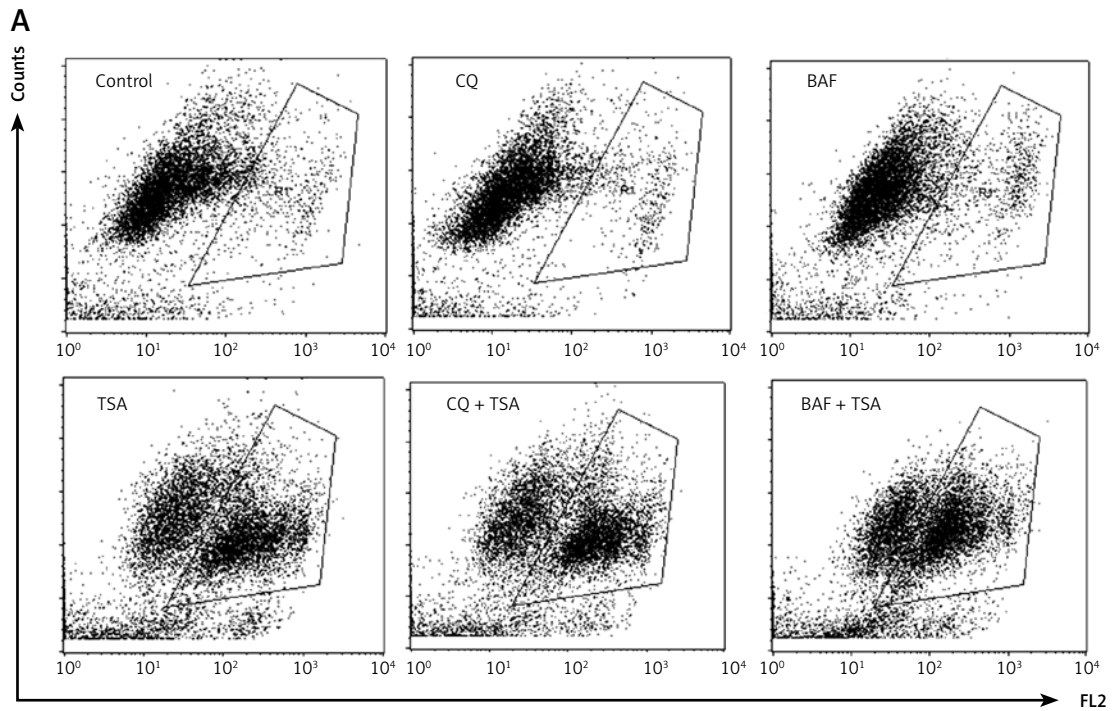 A
Counts
Control
R1
10⁰ 10¹ 10² 10³ 10⁴
CQ
R1
10⁰ 10¹ 10² 10³ 10⁴
BAF
R1
10⁰ 10¹ 10² 10³ 10⁴
TSA
10⁰ 10¹ 10² 10³ 10⁴
CQ + TSA
10⁰ 10¹ 10² 10³ 10⁴
BAF + TSA
10⁰ 10¹ 10² 10³ 10⁴
FL2